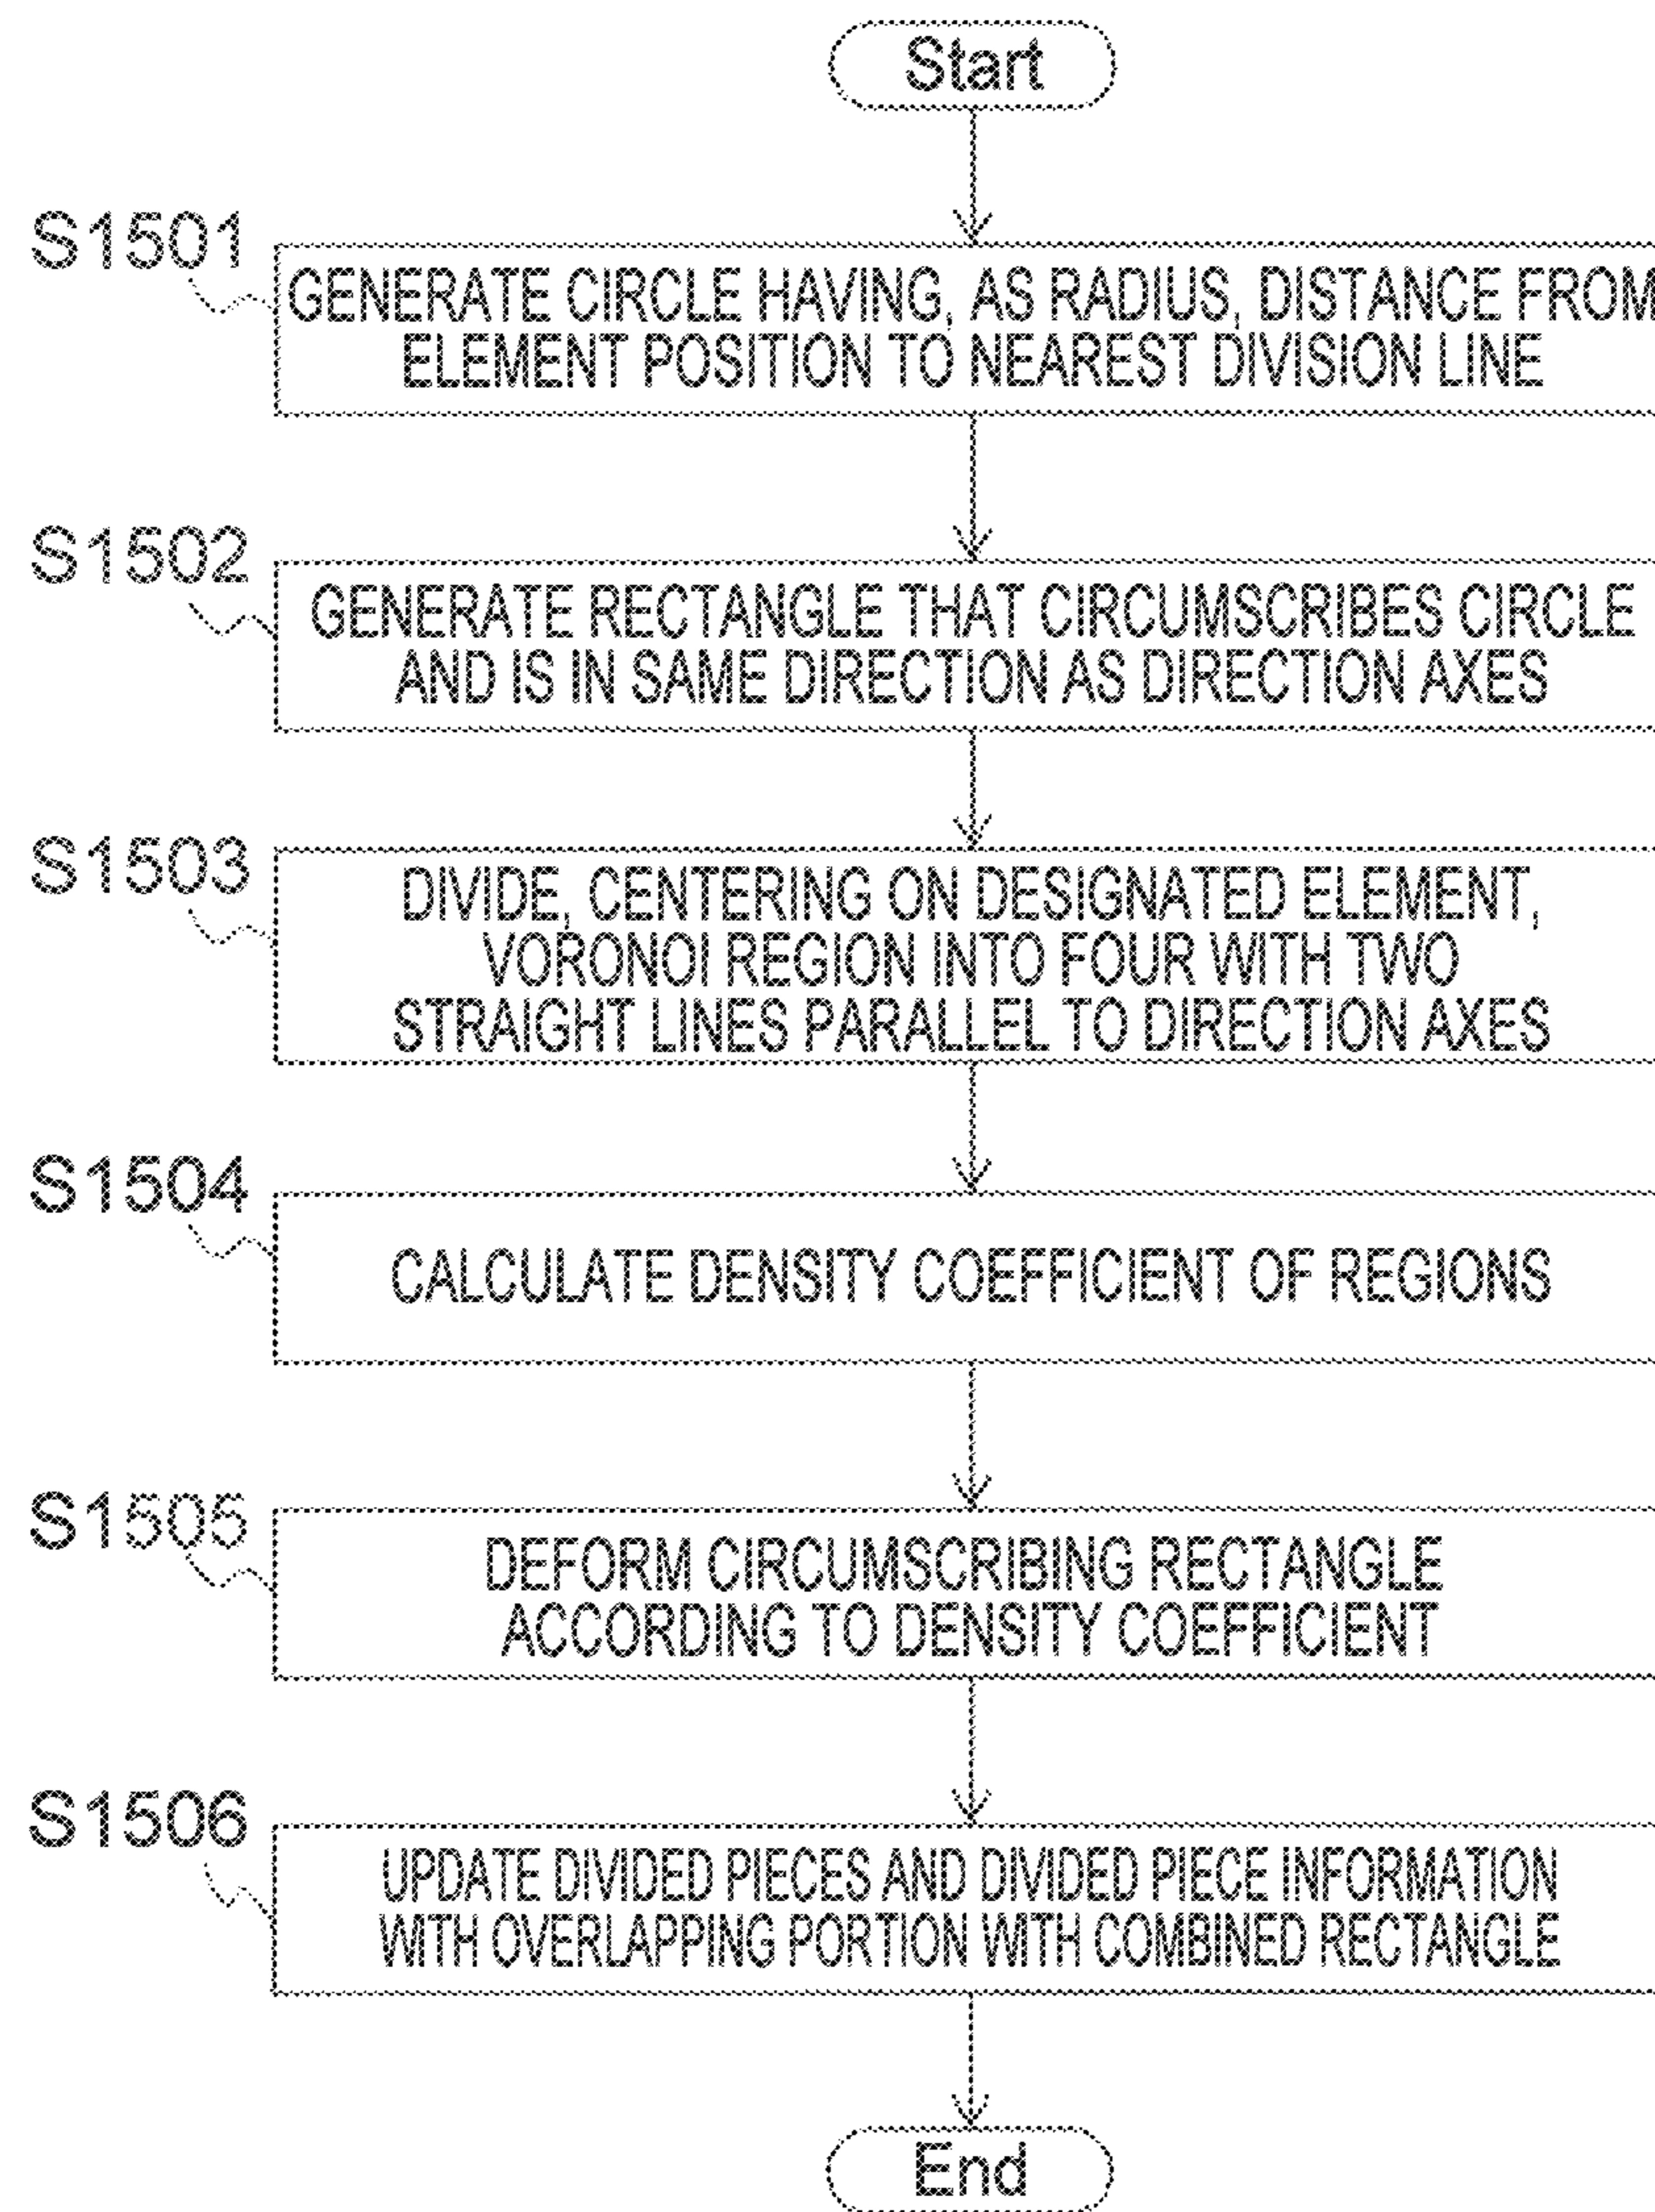 Start
S1501
GENERATE CIRCLE HAVING, AS RADIUS, DISTANCE FROM
ELEMENT POSITION TO NEAREST DIVISION LINE
S1502
GENERATE RECTANGLE THAT CIRCUMSCRIBES CIRCLE
AND IS IN SAME DIRECTION AS DIRECTION AXES
S1503
DIVIDE, CENTERING ON DESIGNATED ELEMENT,
VORONOI REGION INTO FOUR WITH TWO
STRAIGHT LINES PARALLEL TO DIRECTION AXES
S1504
CALCULATE DENSITY COEFFICIENT OF REGIONS
S1505
DEFORM CIRCUMSCRIBING RECTANGLE
ACCORDING TO DENSITY COEFFICIENT
S1506
UPDATE DIVIDED PIECES AND DIVIDED PIECE INFORMATION
WITH OVERLAPPING PORTION WITH COMBINED RECTANGLE
End